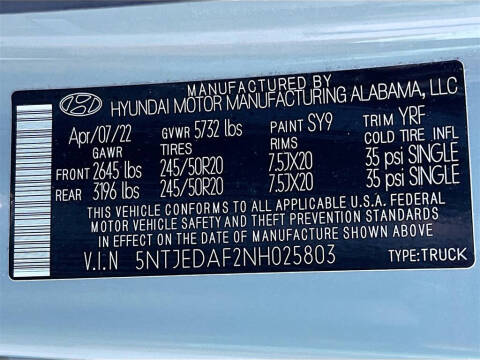 MANUFACTURED BY
HYUNDAI MOTOR MANUFACTURING ALABAMA, LLC
Apr/07/22 GVWR 5732 lbs PAINT SY9 TRIM YRF
GAWR TIRES RIMS COLD TIRE INFL
FRONT 2645 lbs 245/50R20 7.5JX20 35 psi SINGLE
REAR 3196 lbs 245/50R20 7.5JX20 35 psi SINGLE
THIS VEHICLE CONFORMS TO ALL APPLICABLE U.S.A. FEDERAL
MOTOR VEHICLE SAFETY AND THEFT PREVENTION STANDARDS
IN EFFECT ON THE DATE OF MANUFACTURE SHOWN ABOVE
V.I.N 5NTJEDAF2NH025803 TYPE:TRUCK